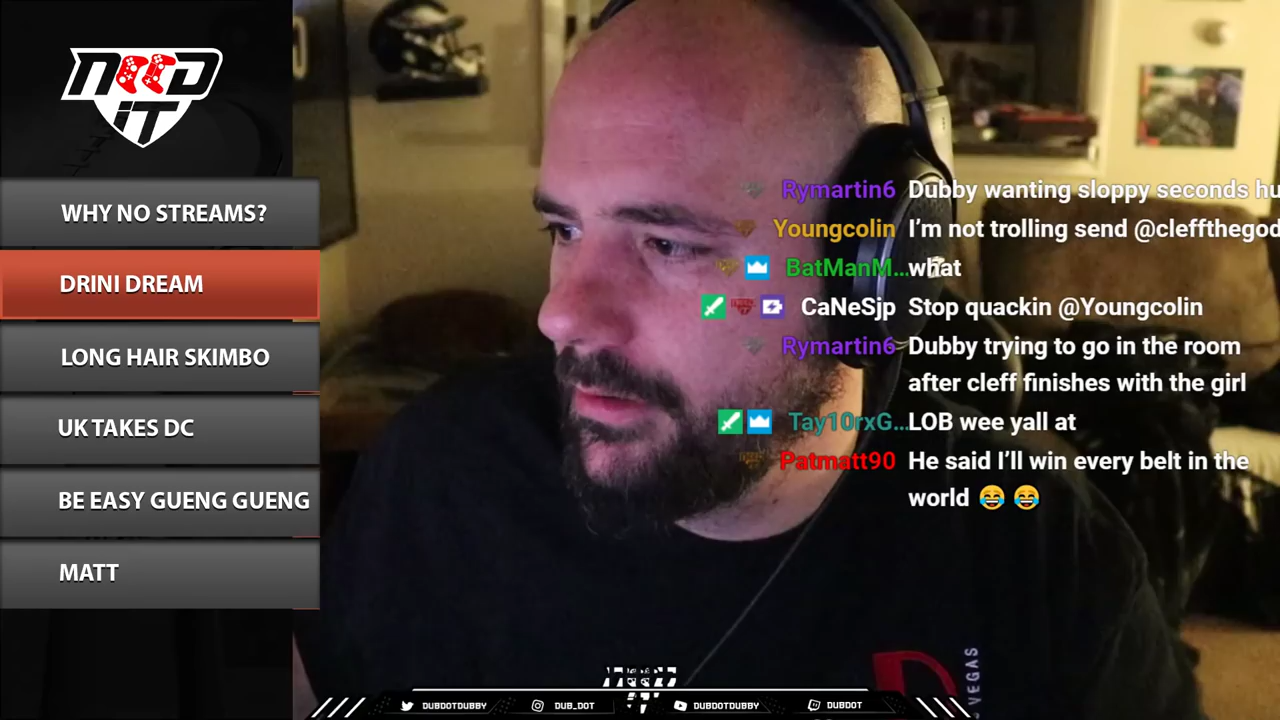 NEED
iT
WHY NO STREAMS?
DRINI DREAM
LONG HAIR SKIMBO
UK TAKES DC
BE EASY GUENG GUENG
MATT
Rymartin6 Dubby wanting sloppy seconds hu
Youngcolin I'm not trolling send @cleffthegod
BatManM... what
CaNeSjp Stop quackin @Youngcolin
Rymartin6 Dubby trying to go in the room
after cleff finishes with the girl
Tay10rxG... LOB wee yall at
Patmatt90 He said I'll win every belt in the
world 😂 😂
VEGAS
DUBDOTDUBBY DUB_DOT DUBDOTDUBBY DUBDOT